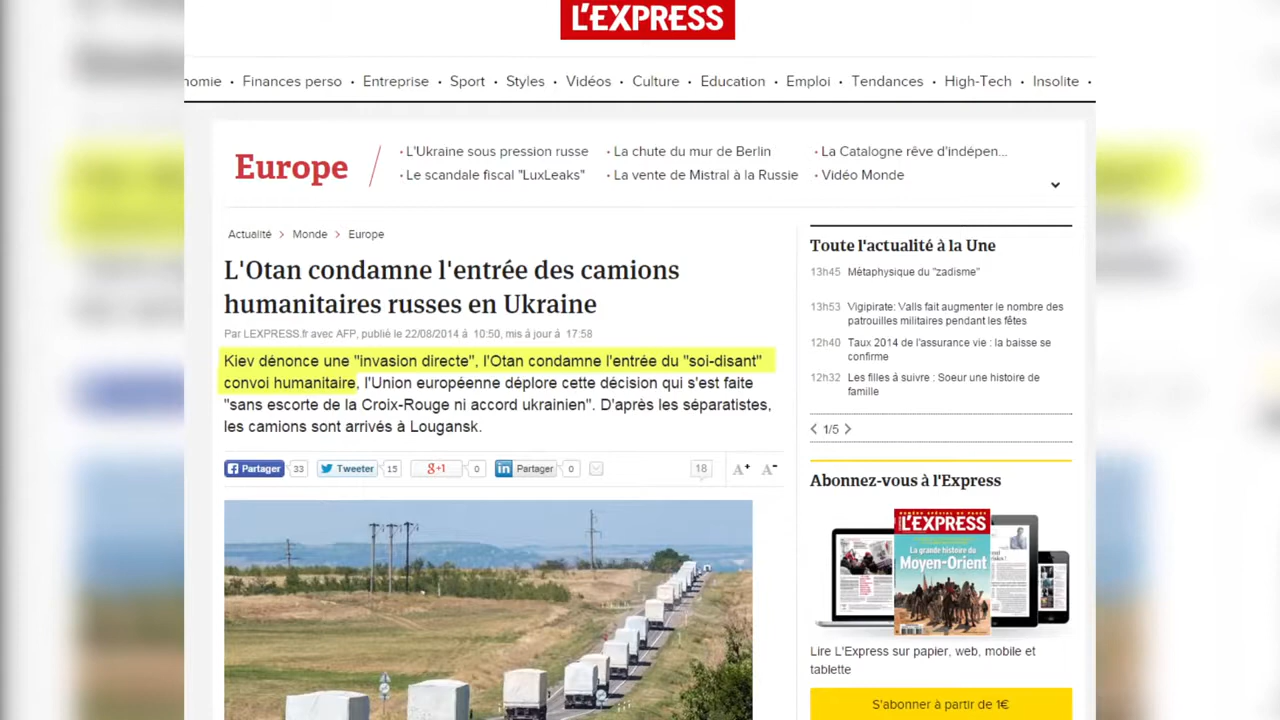 L'EXPRESS
nomie • Finances perso • Entreprise • Sport • Styles • Vidéos • Culture • Education • Emploi • Tendances • High-Tech • Insolite •
Europe
• L'Ukraine sous pression russe
• La chute du mur de Berlin
• La Catalogne rêve d'indépen...
• Le scandale fiscal "LuxLeaks"
• La vente de Mistral à la Russie
• Vidéo Monde
Actualité > Monde > Europe
L'Otan condamne l'entrée des camions
humanitaires russes en Ukraine
Par LEXPRESS.fr avec AFP, publié le 22/08/2014 à 10:50, mis à jour à 17:58
Kiev dénonce une "invasion directe", l'Otan condamne l'entrée du "soi-disant"
convoi humanitaire, l'Union européenne déplore cette décision qui s'est faite
"sans escorte de la Croix-Rouge ni accord ukrainien". D'après les séparatistes,
les camions sont arrivés à Lougansk.
Partager 33 Tweeter 15 g+1 0 in Partager 0 18 A+ A-
Toute l'actualité à la Une
13h45 Métaphysique du "zadisme"
13h53 Vigipirate: Valls fait augmenter le nombre des
patrouilles militaires pendant les fêtes
12h40 Taux 2014 de l'assurance vie : la baisse se
confirme
12h32 Les filles à suivre : Soeur une histoire de
famille
< 1/5 >
Abonnez-vous à l'Express
L'EXPRESS
La grande histoire du
Moyen-Orient
Lire L'Express sur papier, web, mobile et
tablette
S'abonner à partir de 1€